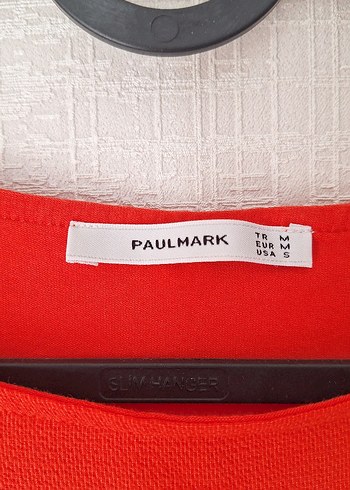 PAULMARK
TR M
EUR M
USA S
SLIM HANGER